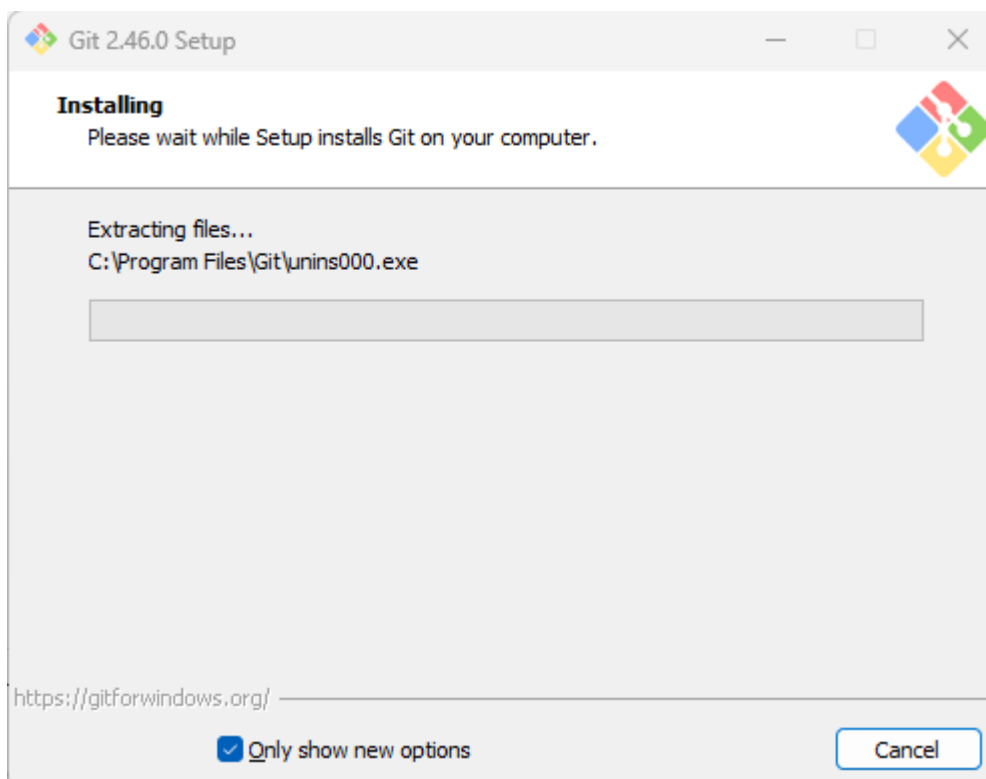 Git 2.46.0 Setup
Installing
Please wait while Setup installs Git on your computer.
Extracting files...
C:\Program Files\Git\unins000.exe
https://gitforwindows.org/
Only show new options
Cancel